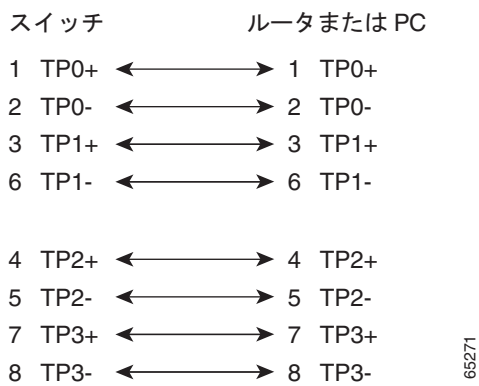 スイッチ ルータまたは PC
1 TP0+ 1 TP0+
2 TP0- 2 TP0-
3 TP1+ 3 TP1+
6 TP1- 6 TP1-
4 TP2+ 4 TP2+
5 TP2- 5 TP2-
7 TP3+ 7 TP3+
8 TP3- 8 TP3-
65271